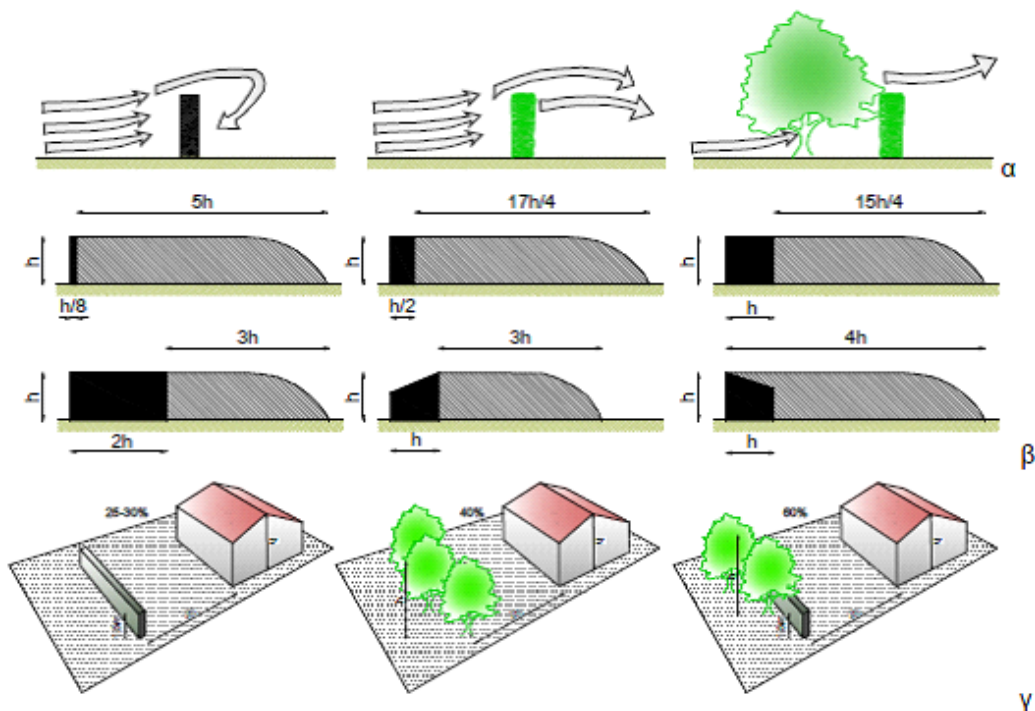 α
5h 17h/4 15h/4
h h h
h/8 h/2 h
3h 3h 4h
h h h
2h h h
β
25-30% 40% 60%
γ